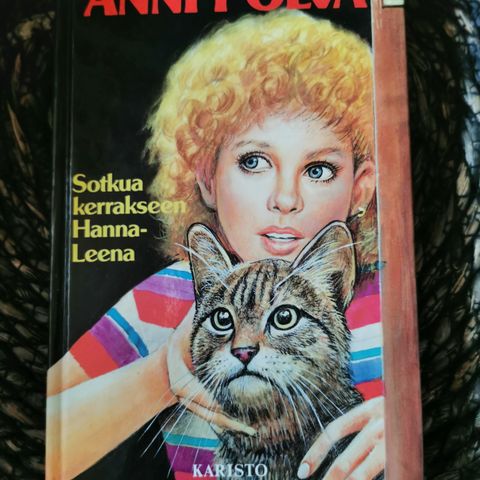 ANNI POLVA
Sotkua
kerrakseen
Hanna-
Leena
KARISTO